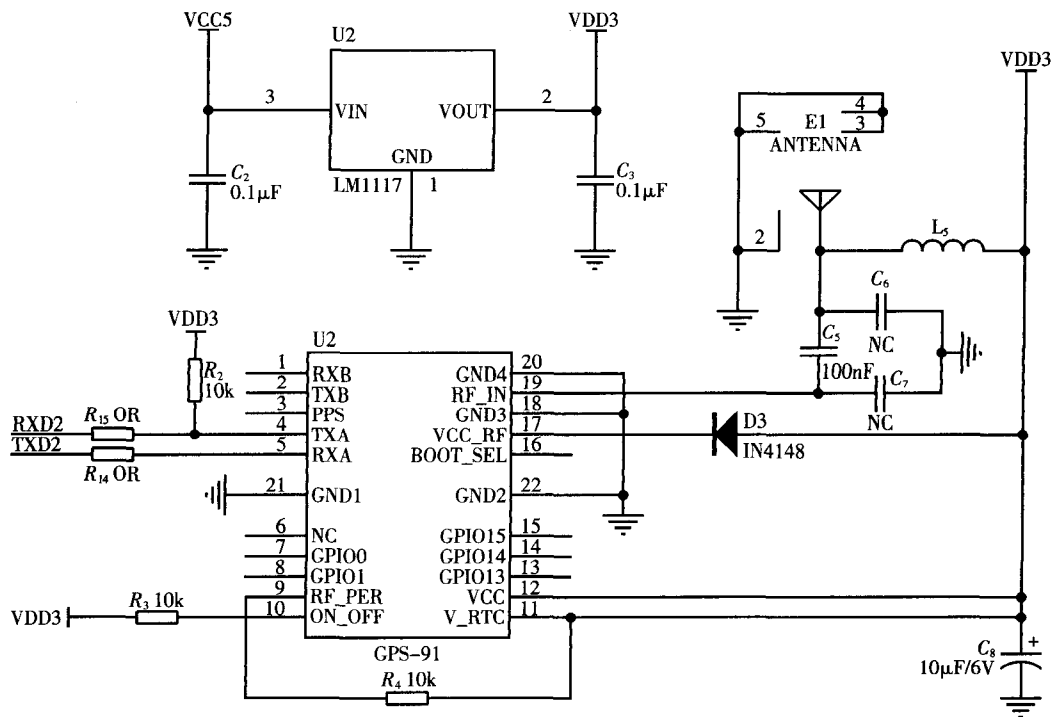 VCC5
U2
VDD3
VDD3
3
VIN
VOUT
2
GND
LM1117
1
C2
0.1μF
C3
0.1μF
5
4
3
E1
ANTENNA
2
L5
C6
NC
C5
100nF
C7
NC
VDD3
R2
10k
U2
1
RXB
GND4
20
2
TXB
RF_IN
19
3
PPS
GND3
18
RXD2
R15 OR
4
TXA
VCC_RF
17
D3
IN4148
TXD2
R14 OR
5
RXA
BOOT_SEL
16
21
GND1
GND2
22
6
NC
GPIO15
15
7
GPIO0
GPIO14
14
8
GPIO1
GPIO13
13
9
RF_PER
VCC
12
VDD3
R3 10k
10
ON_OFF
V_RTC
11
GPS-91
R4 10k
C8
+
10μF/6V